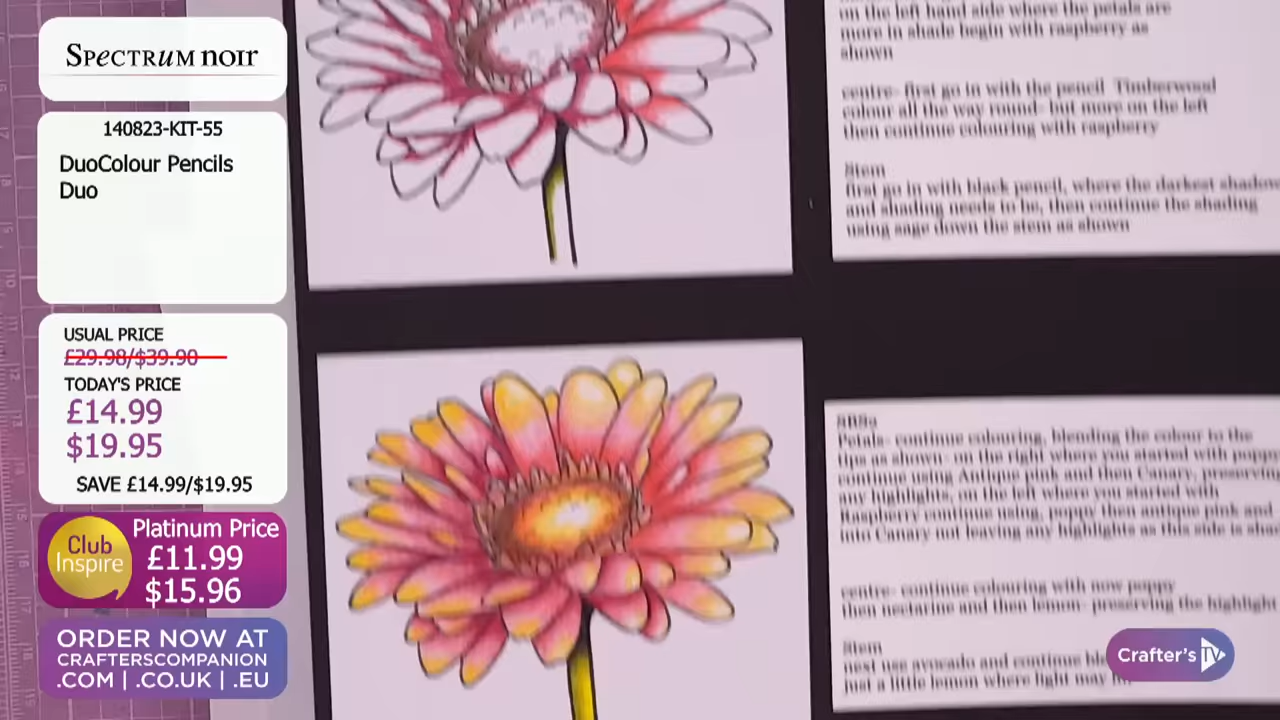 SPECTRUM NOIR
140823-KIT-55
DuoColour Pencils
Duo
USUAL PRICE
£29.98/$39.90
TODAY'S PRICE
£14.99
$19.95
SAVE £14.99/$19.95
Club
Inspire
Platinum Price
£11.99
$15.96
ORDER NOW AT
CRAFTERSCOMPANION
.COM | .CO.UK | .EU
on the left hand side where the petals are
more in shade begin with raspberry as
shown
centre- first go in with the pencil Timberwood
colour all the way round- but more on the left
then continue colouring with raspberry
Stem
first go in with black pencil, where the darkest shadow
and shading needs to be, then continue the shading
using sage down the stem as shown
Petals- continue colouring, blending the colour to the
tips as shown- on the right where you started with poppy
continue using Antique pink and then Canary, preserving
any highlights, on the left where you started with
Raspberry continue using, poppy then antique pink and
into Canary not leaving any highlights as this side is
centre- continue colouring with now poppy
then nectarine and then lemon- preserving the highlight
Stem
next use avocado and continue
just a little lemon where light may
Crafter's TV